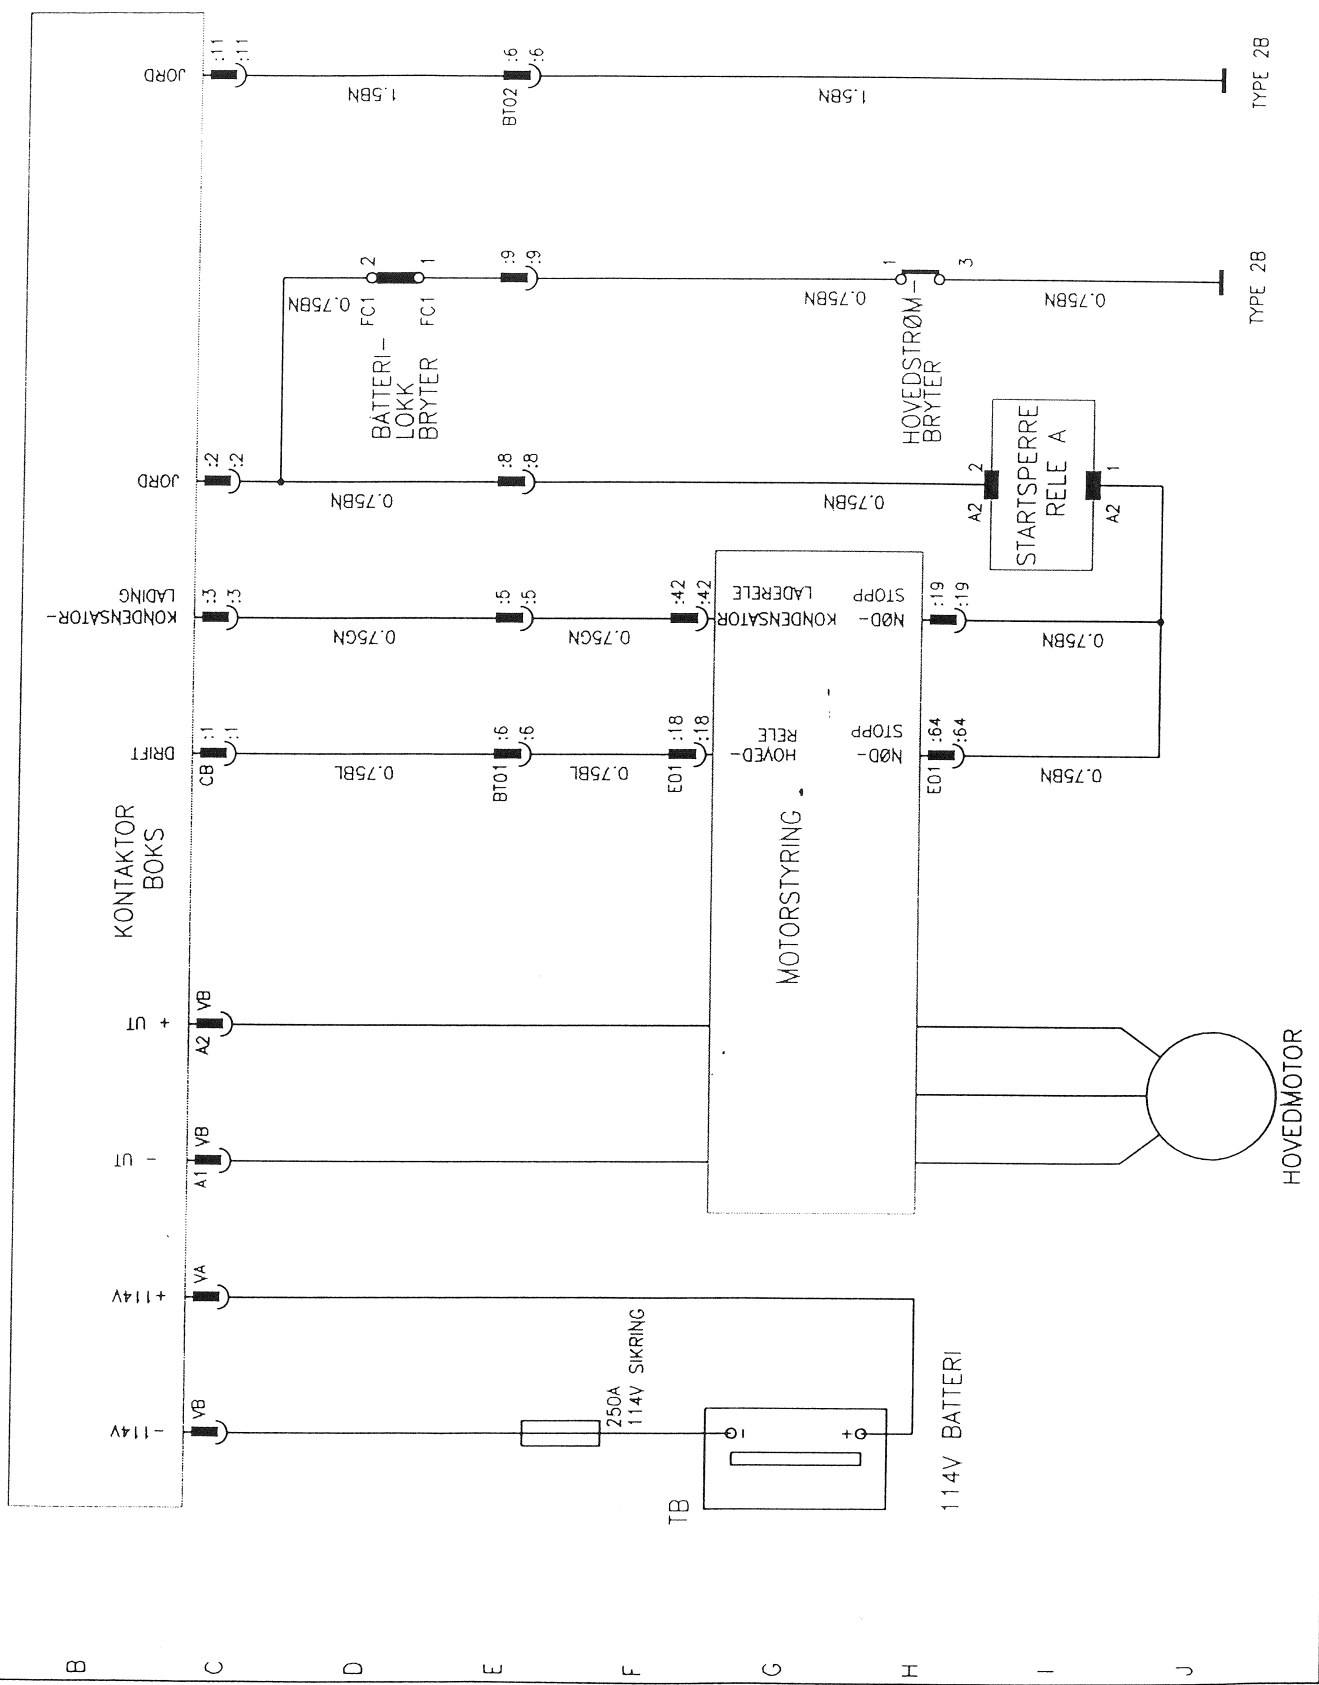 KONTAKTOR
BOKS
-114V
VB
+114V
VA
- UT
A1 VB
+ UT
A2 VB
DRIFT
CB :1
:1
KONDENSATOR-
LADING
:3
:3
JORD
:2
:2
JORD
:11
:11
0.75BL
0.75GN
0.75BN
0.75BN
1.5BN
BATTERI-
LOKK
BRYTER
FC1 2
FC1 1
250A
114V SIKRING
BT01 :6
:6
:5
:5
:8
:8
:9
:9
BT02 :6
:6
0.75BL
0.75GN
0.75BN
0.75BN
1.5BN
E01 :18
:18
:42
:42
TB
-
+
114V BATTERI
MOTORSTYRING
HOVED-
RELE
KONDENSATOR
LADERELE
NØD-
STOPP
NØD-
STOPP
E01 :64
:64
:19
:19
HOVEDSTRØM-
BRYTER
1
3
A2 2
STARTSPERRE
RELE A
A2 1
0.75BN
0.75BN
0.75BN
HOVEDMOTOR
TYPE 2B
TYPE 2B
B
C
D
E
F
G
H
I
J